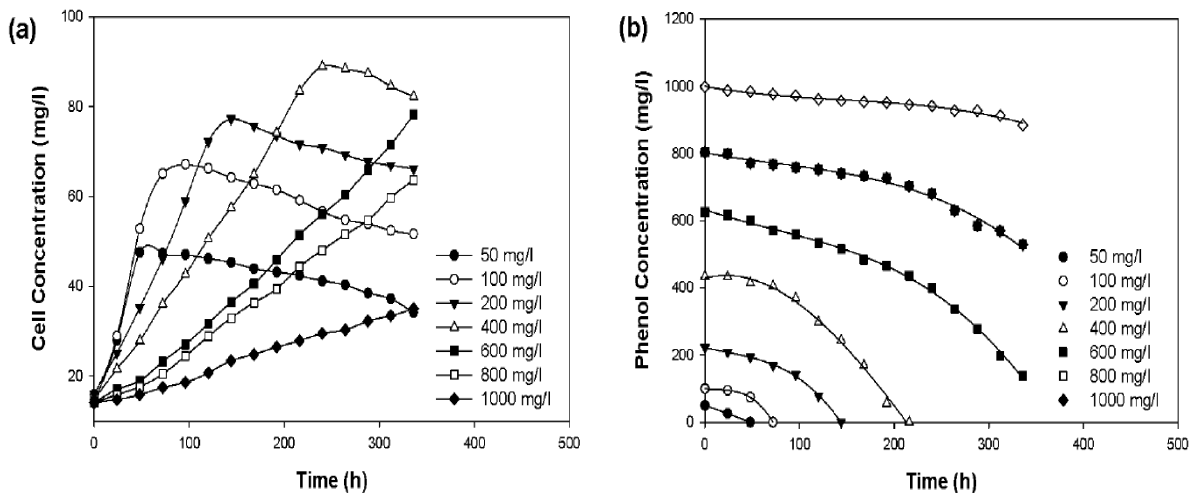 (a)
Cell Concentration (mg/l)
100
80
60
40
20
0
100
200
300
400
500
Time (h)
50 mg/l
100 mg/l
200 mg/l
400 mg/l
600 mg/l
800 mg/l
1000 mg/l
(b)
Phenol Concentration (mg/l)
1200
1000
800
600
400
200
0
0
100
200
300
400
500
Time (h)
50 mg/l
100 mg/l
200 mg/l
400 mg/l
600 mg/l
800 mg/l
1000 mg/l